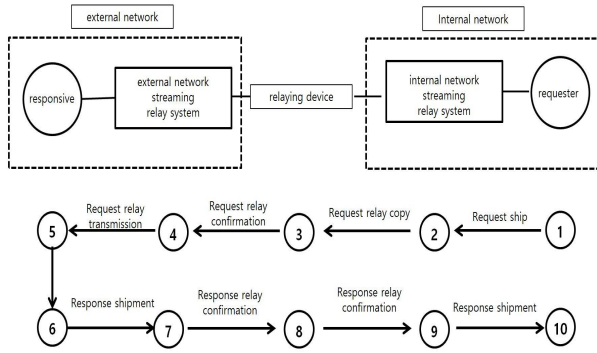 external network
Internal network
responsive
external network
streaming
relay system
relaying device
internal network
streaming
relay system
requester
Request relay
transmission
Request relay
confirmation
Request relay copy
Request ship
5
4
3
2
1
Response shipment
Response relay
confirmation
Response relay
confirmation
Response shipment
6
7
8
9
10